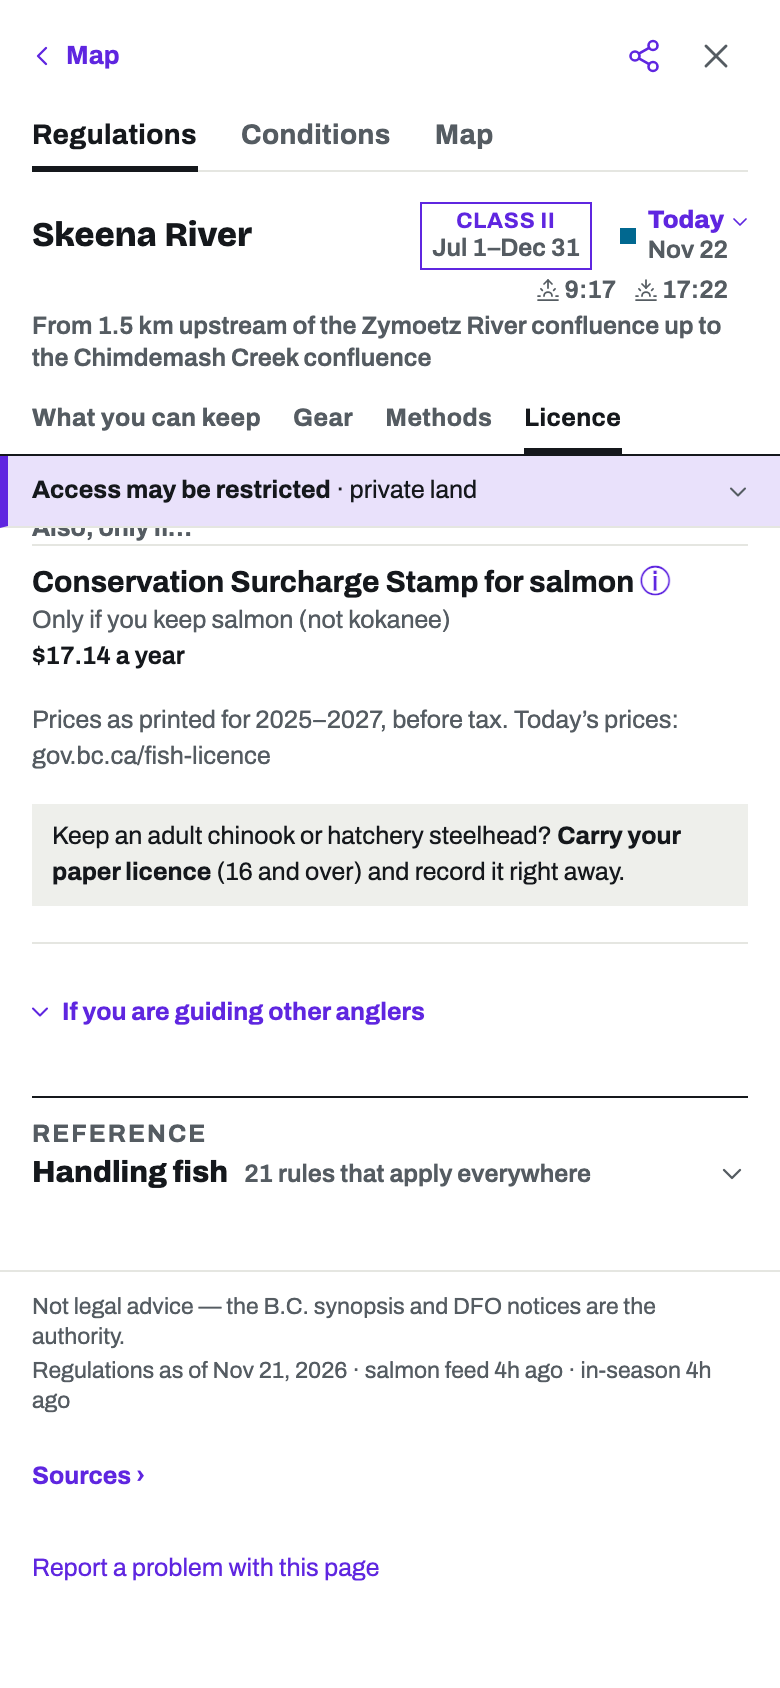 Map
Regulations Conditions Map
Skeena River
CLASS II
Jul 1–Dec 31
Today
Nov 22
9:17 17:22
From 1.5 km upstream of the Zymoetz River confluence up to
the Chimdemash Creek confluence
What you can keep Gear Methods Licence
Access may be restricted · private land
Also, only if...
Conservation Surcharge Stamp for salmon
Only if you keep salmon (not kokanee)
$17.14 a year
Prices as printed for 2025–2027, before tax. Today’s prices:
gov.bc.ca/fish-licence
Keep an adult chinook or hatchery steelhead? Carry your
paper licence (16 and over) and record it right away.
If you are guiding other anglers
REFERENCE
Handling fish 21 rules that apply everywhere
Not legal advice — the B.C. synopsis and DFO notices are the
authority.
Regulations as of Nov 21, 2026 · salmon feed 4h ago · in-season 4h
ago
Sources ›
Report a problem with this page